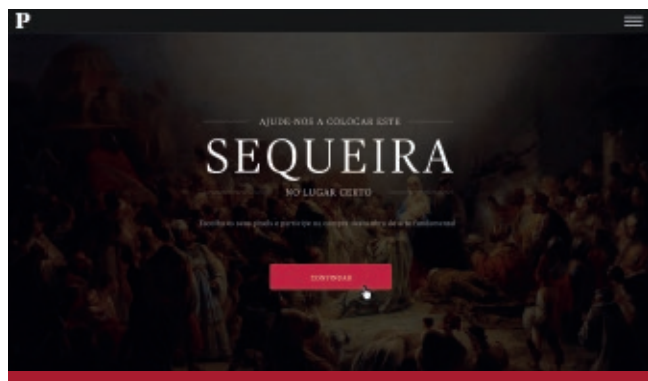 P
AJUDE-NOS A COLOCAR ESTE
SEQUEIRA
NO LUGAR CERTO
CONTINUAR